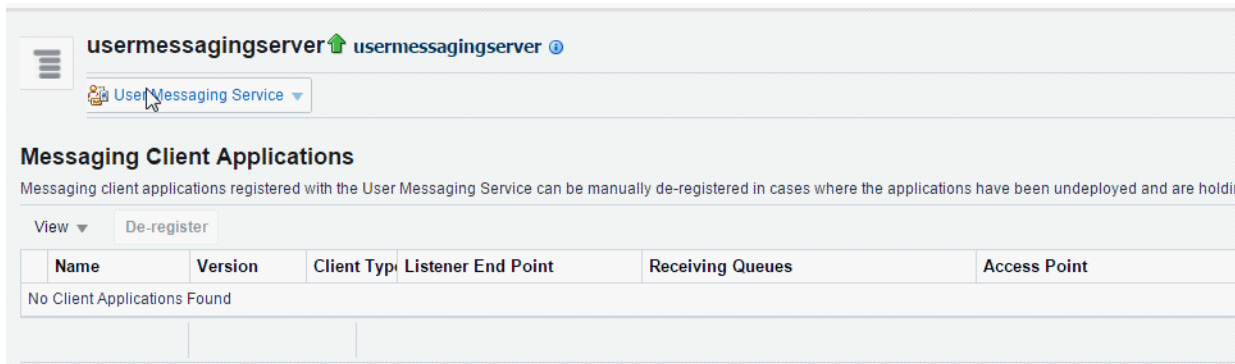 usermessagingserver usermessagingserver
User Messaging Service
Messaging Client Applications
Messaging client applications registered with the User Messaging Service can be manually de-registered in cases where the applications have been undeployed and are
View De-register
Name Version Client Listener End Point Receiving Queues Access Point
No Client Applications Found